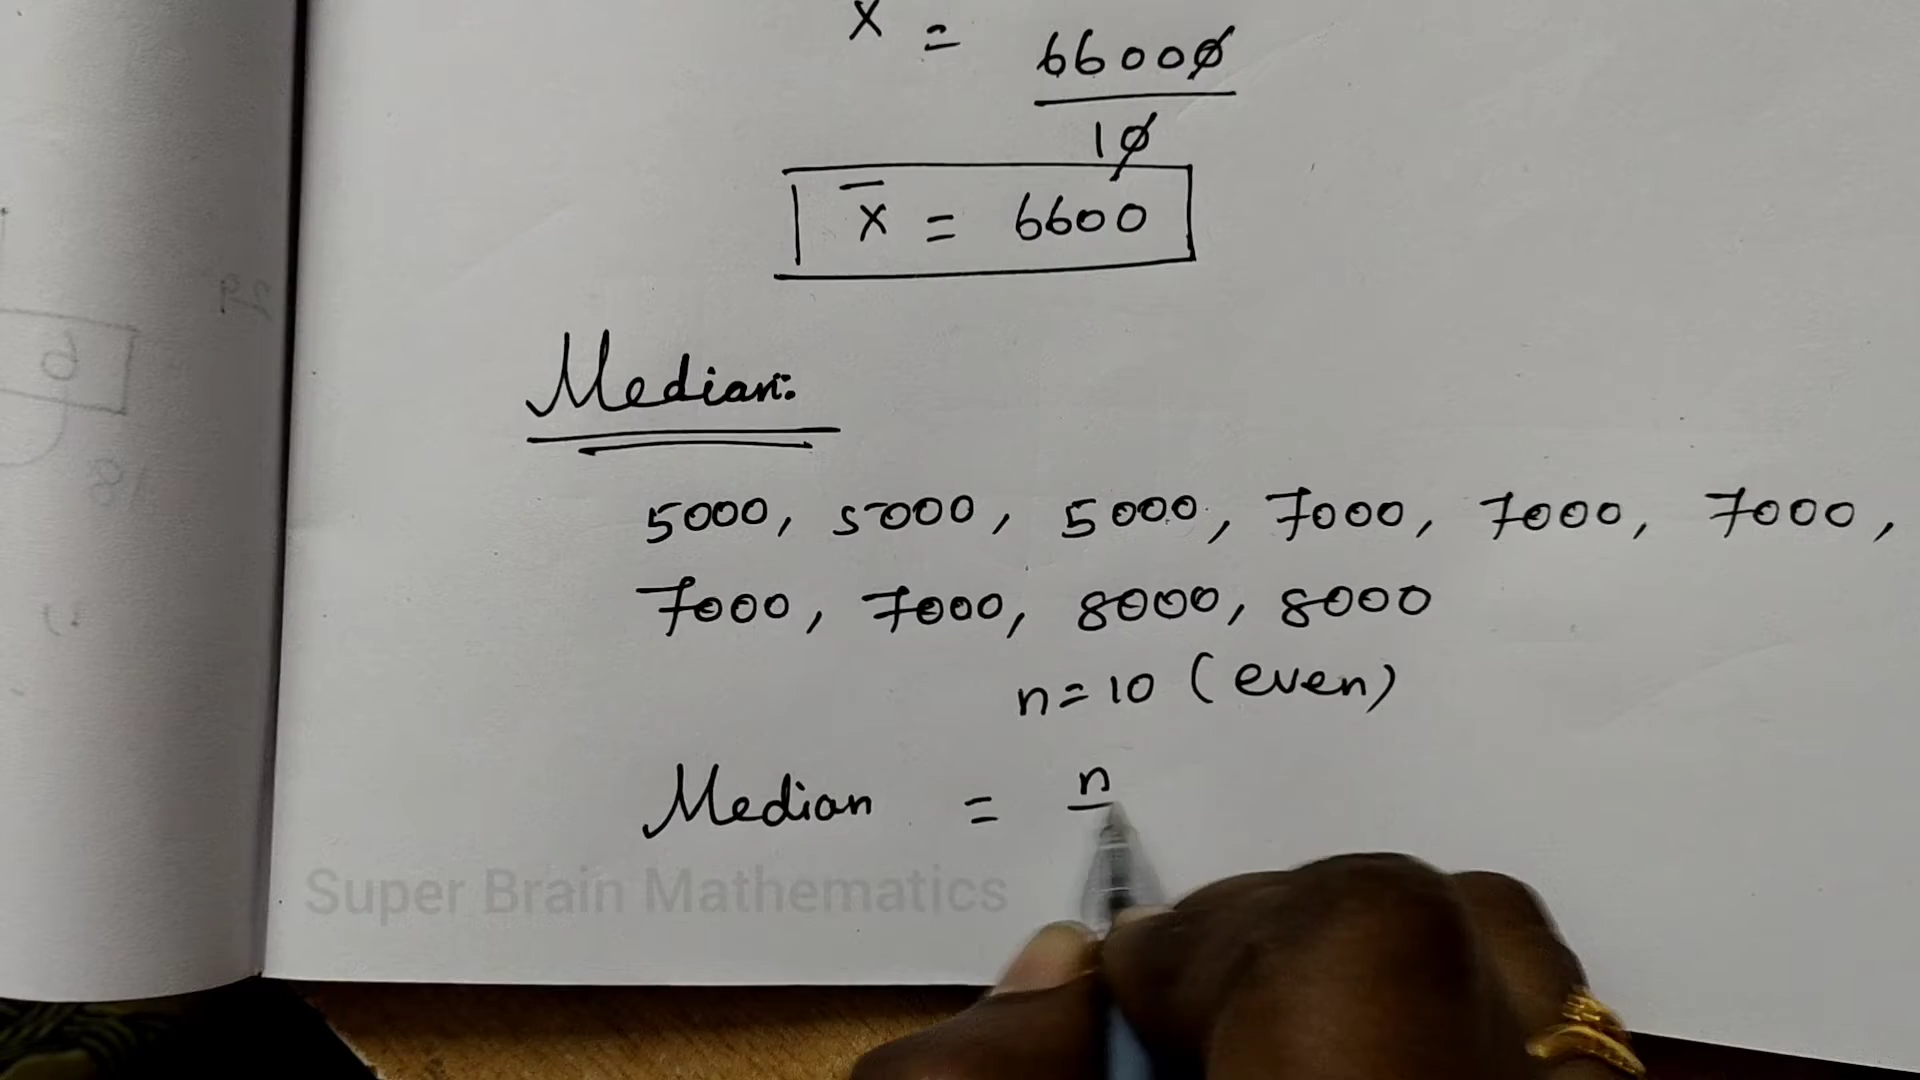 x̄ = 66000
10
x̄ = 6600
Median:
5000, 5000, 5000, 7000, 7000, 7000,
7000, 7000, 8000, 8000
n=10 (even)
Median = n
Super Brain Mathematics